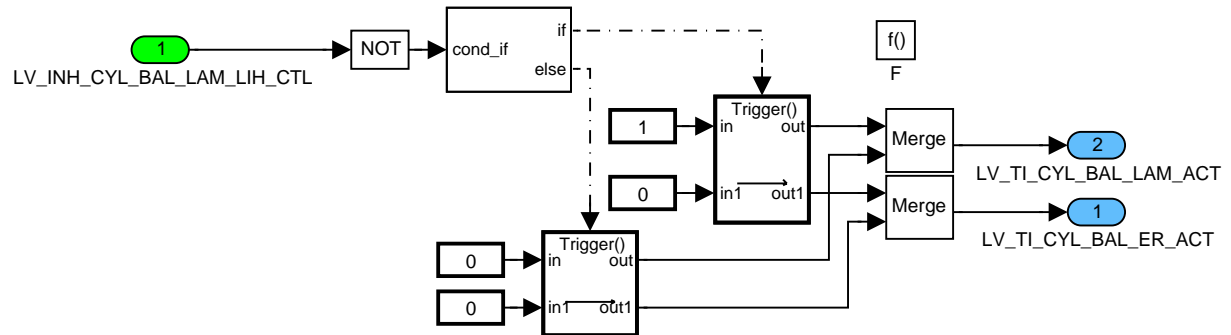 1
LV_INH_CYL_BAL_LAM_LIH_CTL
NOT
cond_if
if
else
f()
F
Trigger()
1
in
out
0
in1
out1
Merge
2
LV_TI_CYL_BAL_LAM_ACT
Merge
1
LV_TI_CYL_BAL_ER_ACT
Trigger()
0
in
out
0
in1
out1